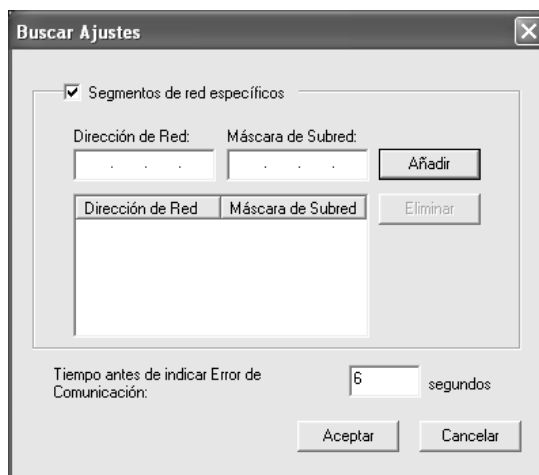 Buscar Ajustes
Segmentos de red específicos
Dirección de Red: Máscara de Subred:
. . . . . . Añadir
Dirección de Red Máscara de Subred Eliminar
Tiempo antes de indicar Error de
Comunicación: 6 segundos
Aceptar Cancelar